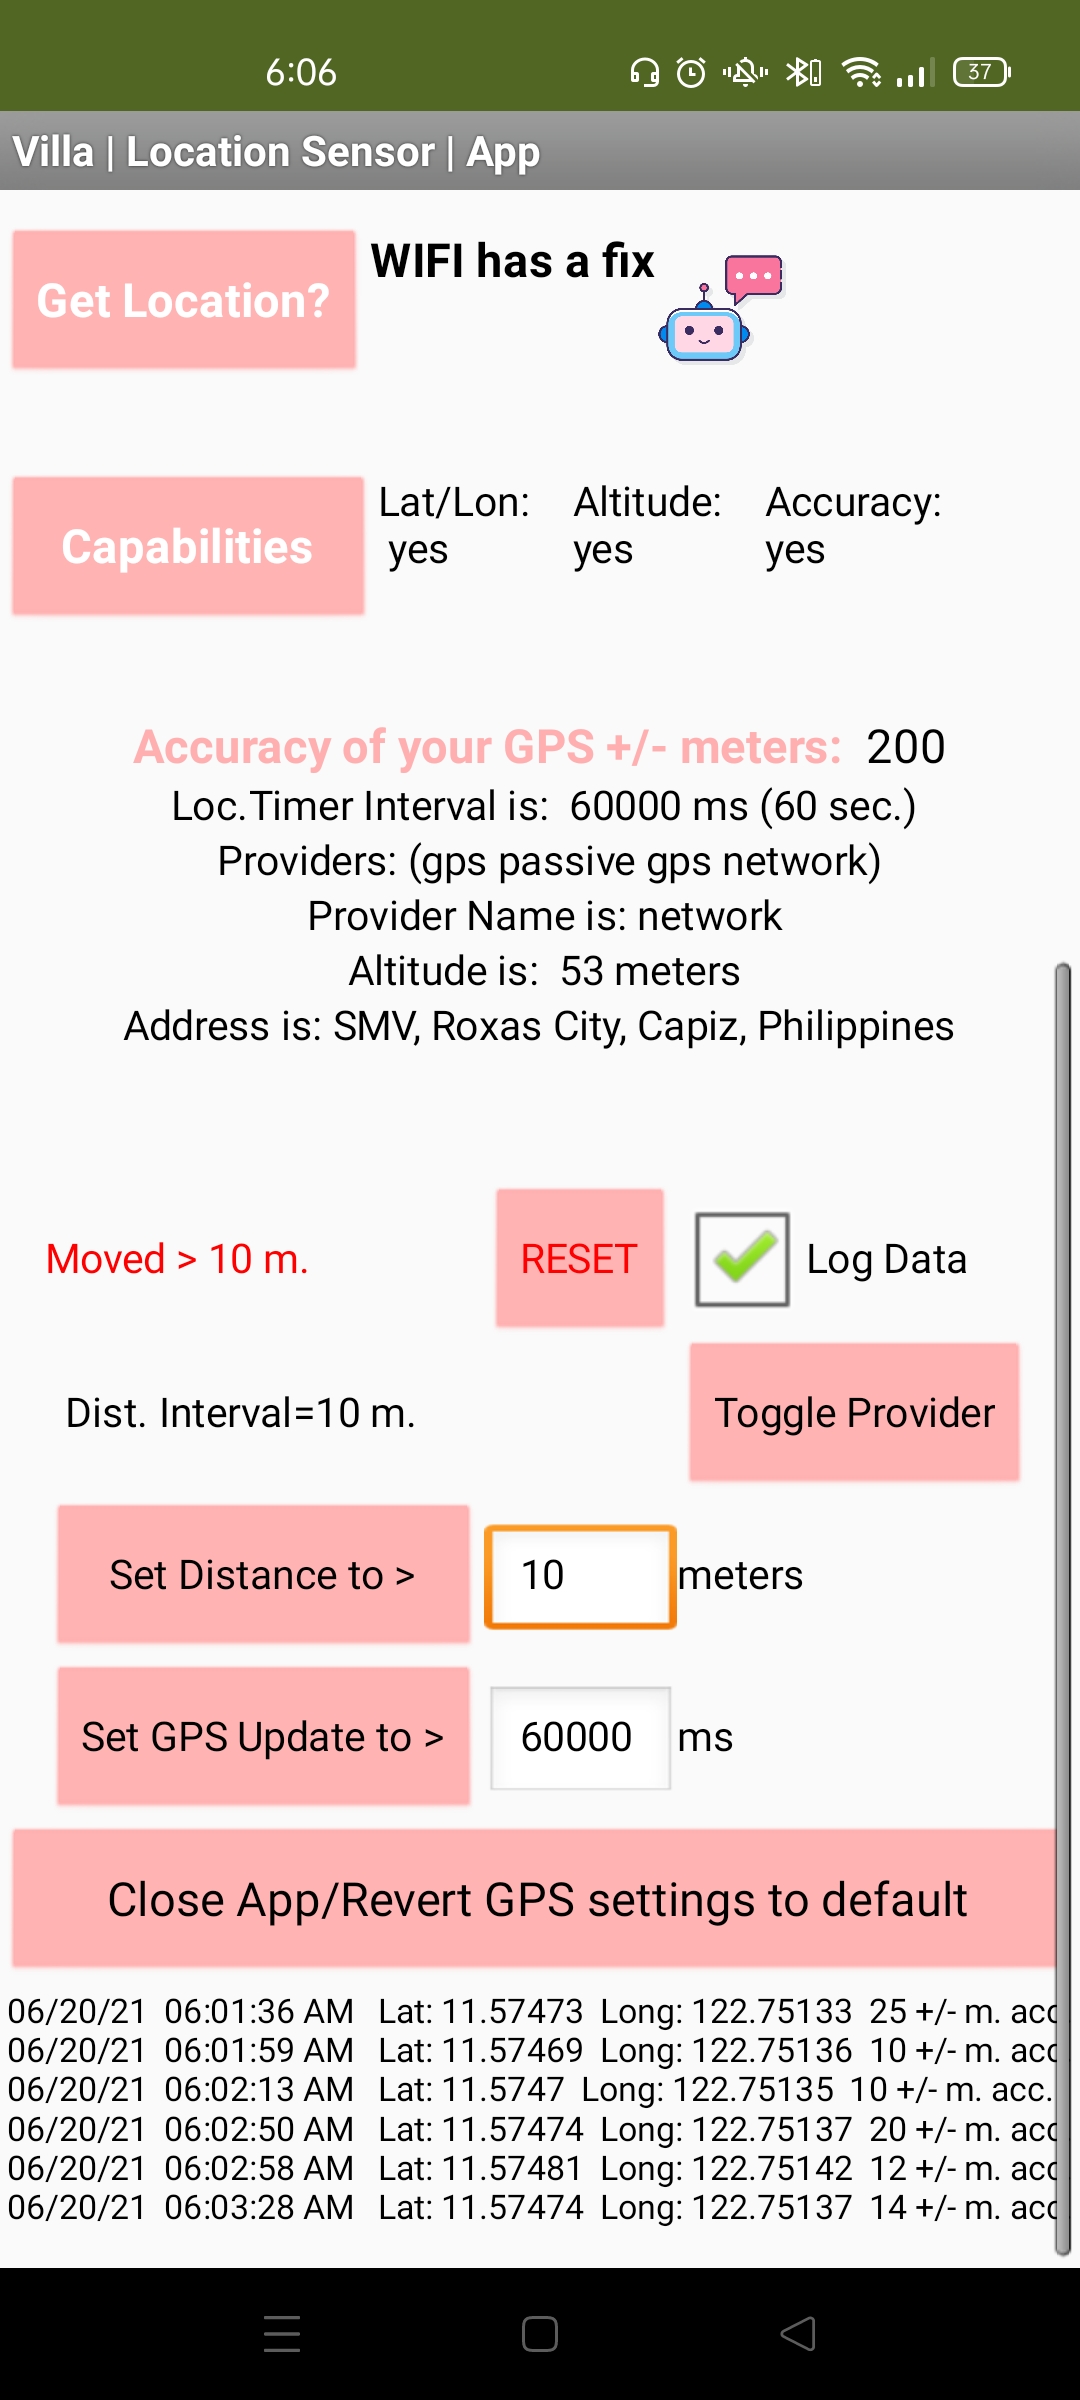 6:06
37
Villa | Location Sensor | App
Get Location?
WIFI has a fix
Capabilities
Lat/Lon: Altitude: Accuracy:
yes yes yes
Accuracy of your GPS +/- meters: 200
Loc.Timer Interval is: 60000 ms (60 sec.)
Providers: (gps passive gps network)
Provider Name is: network
Altitude is: 53 meters
Address is: SMV, Roxas City, Capiz, Philippines
Moved > 10 m. RESET Log Data
Dist. Interval=10 m. Toggle Provider
Set Distance to > 10 meters
Set GPS Update to > 60000 ms
Close App/Revert GPS settings to default
06/20/21 06:01:36 AM Lat: 11.57473 Long: 122.75133 25 +/- m. acc
06/20/21 06:01:59 AM Lat: 11.57469 Long: 122.75136 10 +/- m. acc
06/20/21 06:02:13 AM Lat: 11.5747 Long: 122.75135 10 +/- m. acc.
06/20/21 06:02:50 AM Lat: 11.57474 Long: 122.75137 20 +/- m. acc
06/20/21 06:02:58 AM Lat: 11.57481 Long: 122.75142 12 +/- m. acc
06/20/21 06:03:28 AM Lat: 11.57474 Long: 122.75137 14 +/- m. acc